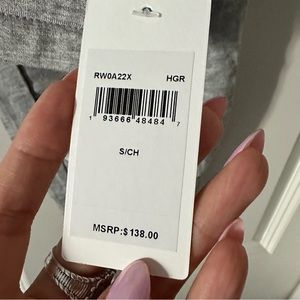 RW0A22X HGR
1 93666 48484 7
S/CH
MSRP:$138.00